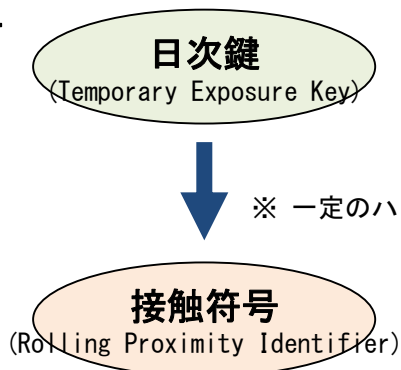 日次鍵
(Temporary Exposure Key)
※ 一定のハ
接触符号
(Rolling Proximity Identifier)